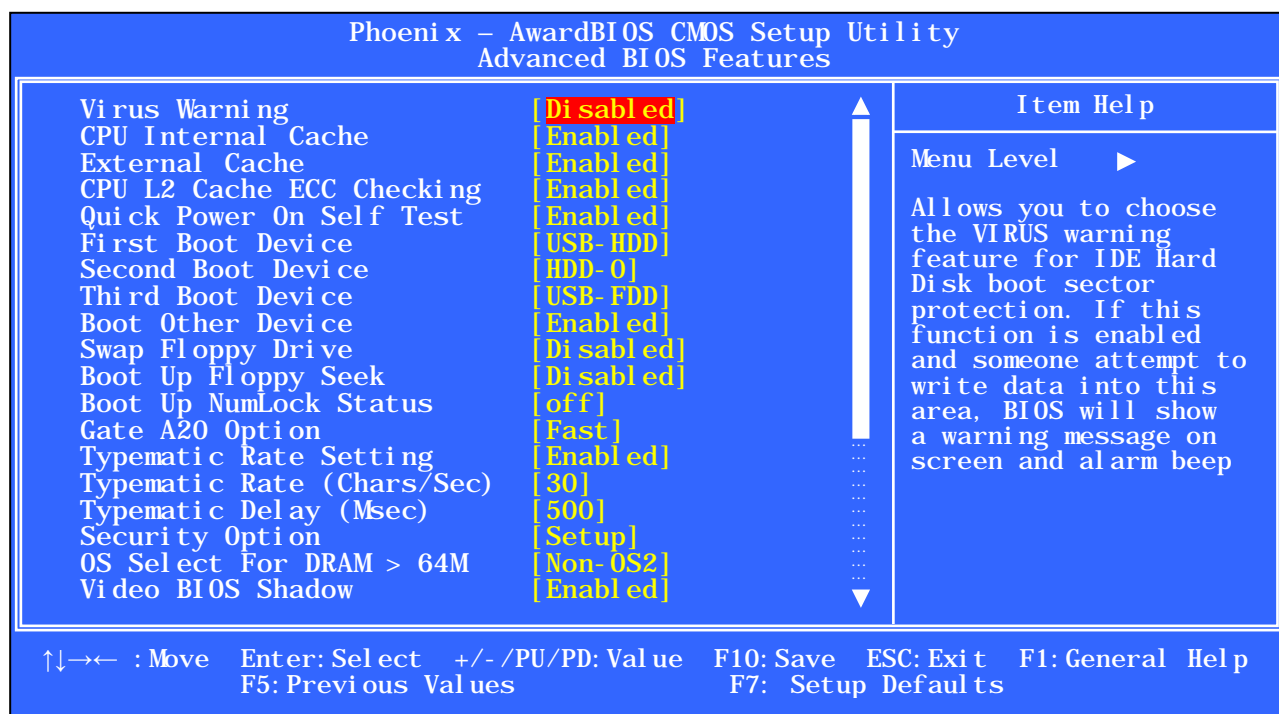 Phoenix – AwardBIOS CMOS Setup Utility
Advanced BIOS Features
Virus Warning [Disabled]
CPU Internal Cache [Enabled]
External Cache [Enabled]
CPU L2 Cache ECC Checking [Enabled]
Quick Power On Self Test [Enabled]
First Boot Device [USB-HDD]
Second Boot Device [HDD-0]
Third Boot Device [USB-FDD]
Boot Other Device [Enabled]
Swap Floppy Drive [Disabled]
Boot Up Floppy Seek [Disabled]
Boot Up NumLock Status [off]
Gate A20 Option [Fast]
Typematic Rate Setting [Enabled]
Typematic Rate (Chars/Sec) [30]
Typematic Delay (Msec) [500]
Security Option [Setup]
OS Select For DRAM > 64M [Non-OS2]
Video BIOS Shadow [Enabled]
Item Help
Menu Level ▶
Allows you to choose
the VIRUS warning
feature for IDE Hard
Disk boot sector
protection. If this
function is enabled
and someone attempt to
write data into this
area, BIOS will show
a warning message on
screen and alarm beep
↑↓→← :Move Enter:Select +/-/PU/PD:Value F10:Save ESC:Exit F1:General Help
F5:Previous Values F7: Setup Defaults